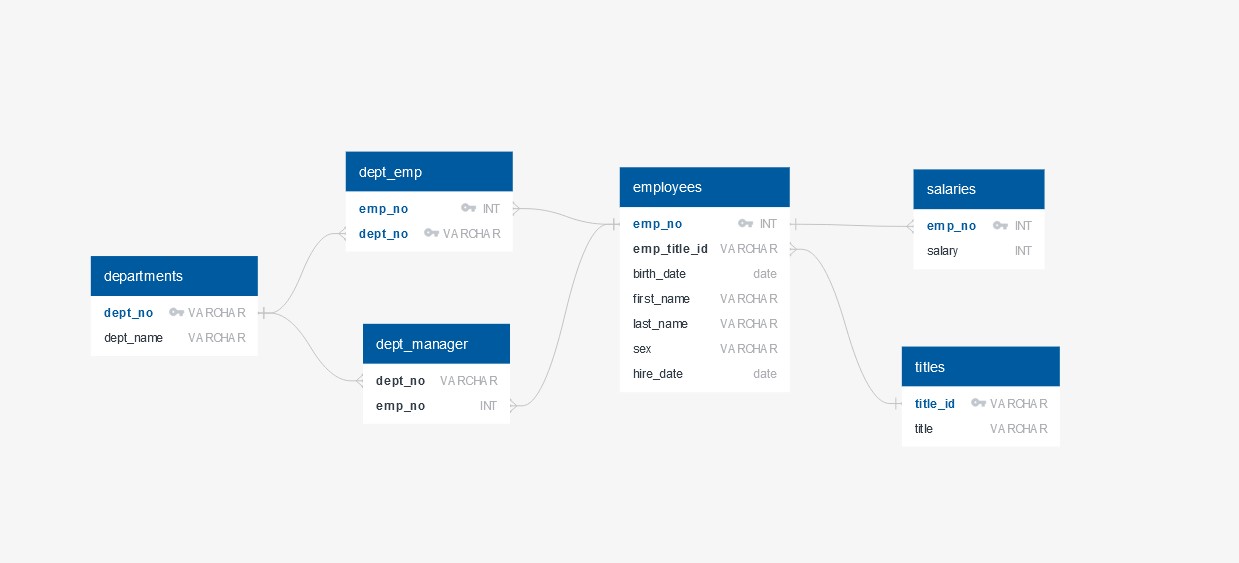 departments
dept_no VARCHAR
dept_name VARCHAR
dept_emp
emp_no INT
dept_no VARCHAR
dept_manager
dept_no VARCHAR
emp_no INT
employees
emp_no INT
emp_title_id VARCHAR
birth_date date
first_name VARCHAR
last_name VARCHAR
sex VARCHAR
hire_date date
salaries
emp_no INT
salary INT
titles
title_id VARCHAR
title VARCHAR